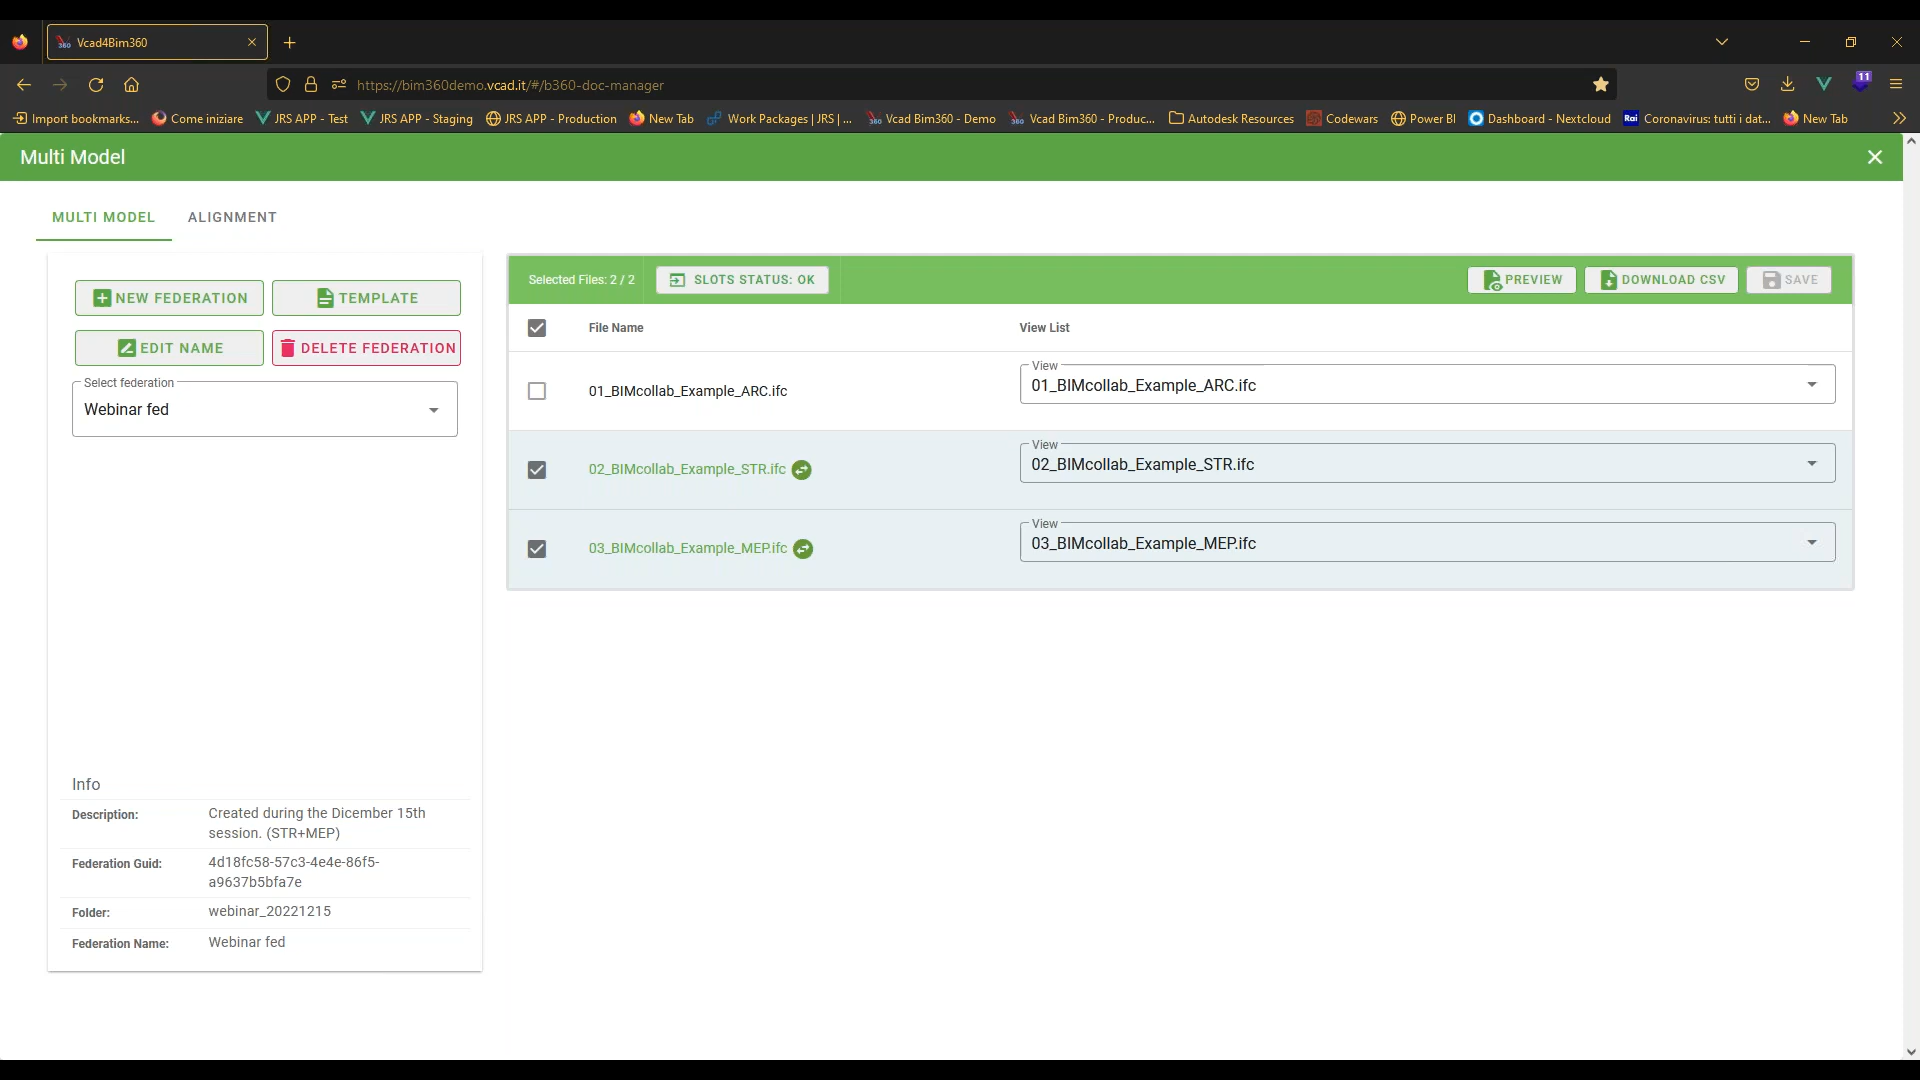 Vcad4Bim360
https://bim360demo.vcad.it/#/b360-doc-manager
11
Import bookmarks...
Come iniziare
JRS APP - Test
JRS APP - Staging
JRS APP - Production
New Tab
Work Packages | JRS | ...
Vcad Bim360 - Demo
Vcad Bim360 - Produc...
Autodesk Resources
Codewars
Power BI
Dashboard - Nextcloud
Rai
Coronavirus: tutti i dat...
New Tab
Multi Model
MULTI MODEL
ALIGNMENT
NEW FEDERATION
TEMPLATE
EDIT NAME
DELETE FEDERATION
Select federation
Webinar fed
Info
Description:
Created during the Dicember 15th
session. (STR+MEP)
Federation Guid:
4d18fc58-57c3-4e4e-86f5-
a9637b5bfa7e
Folder:
webinar_20221215
Federation Name:
Webinar fed
Selected Files: 2 / 2
SLOTS STATUS: OK
PREVIEW
DOWNLOAD CSV
SAVE
File Name
View List
01_BIMcollab_Example_ARC.ifc
View
01_BIMcollab_Example_ARC.ifc
02_BIMcollab_Example_STR.ifc
View
02_BIMcollab_Example_STR.ifc
03_BIMcollab_Example_MEP.ifc
View
03_BIMcollab_Example_MEP.ifc